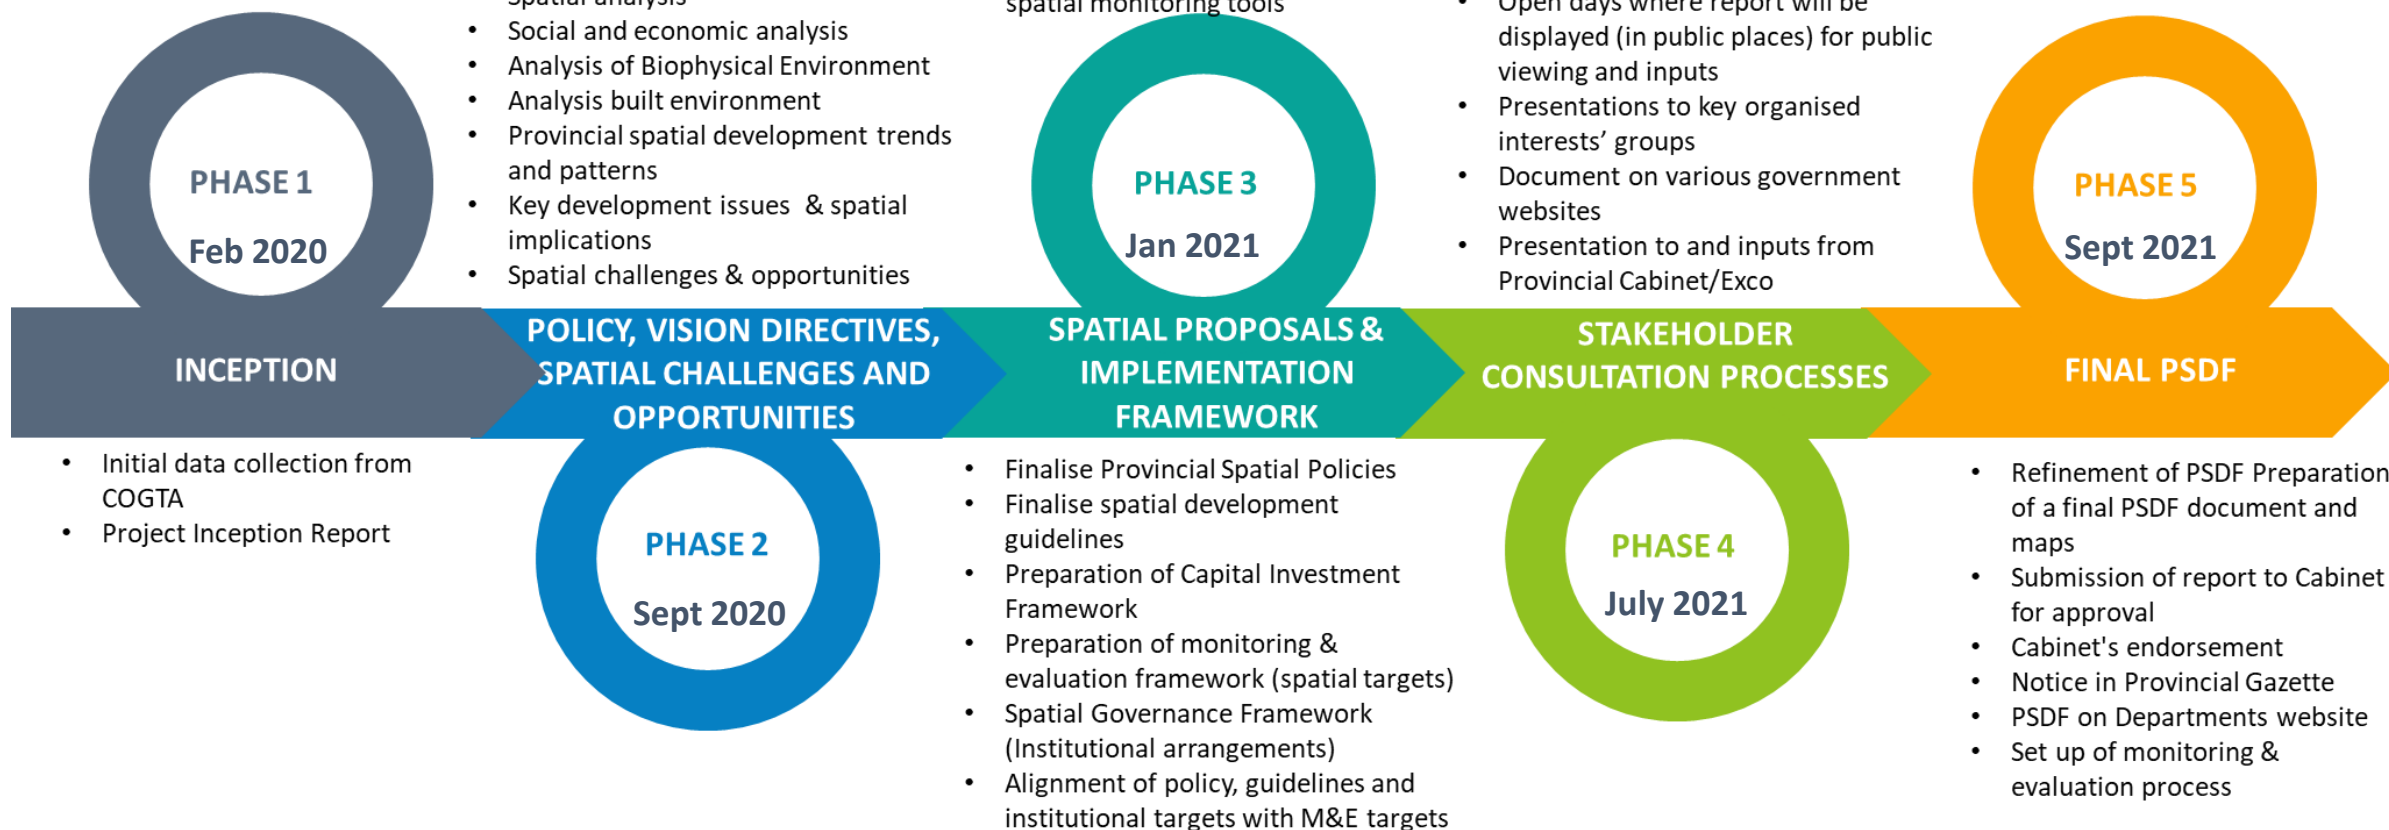 PHASE 1
Feb 2020
INCEPTION
• Initial data collection from
COGTA
• Project Inception Report
Spatial analysis
• Social and economic analysis
• Analysis of Biophysical Environment
• Analysis built environment
• Provincial spatial development trends
and patterns
• Key development issues & spatial
implications
• Spatial challenges & opportunities
POLICY, VISION DIRECTIVES,
SPATIAL CHALLENGES AND
OPPORTUNITIES
PHASE 2
Sept 2020
spatial monitoring tools
PHASE 3
Jan 2021
SPATIAL PROPOSALS &
IMPLEMENTATION
FRAMEWORK
• Finalise Provincial Spatial Policies
• Finalise spatial development
guidelines
• Preparation of Capital Investment
Framework
• Preparation of monitoring &
evaluation framework (spatial targets)
• Spatial Governance Framework
(Institutional arrangements)
• Alignment of policy, guidelines and
institutional targets with M&E targets
• Open days where report will be
displayed (in public places) for public
viewing and inputs
• Presentations to key organised
interests’ groups
• Document on various government
websites
• Presentation to and inputs from
Provincial Cabinet/Exco
STAKEHOLDER
CONSULTATION PROCESSES
PHASE 4
July 2021
PHASE 5
Sept 2021
FINAL PSDF
• Refinement of PSDF Preparation
of a final PSDF document and
maps
• Submission of report to Cabinet
for approval
• Cabinet's endorsement
• Notice in Provincial Gazette
• PSDF on Departments website
• Set up of monitoring &
evaluation process